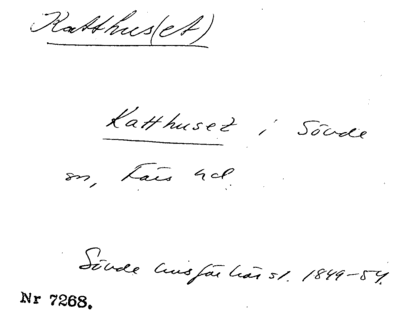 Katthus(et)
Katthuset i Sövde
sn, Färs hd.
Sövde husförhörsl. 1849-54.
Nr 7268.